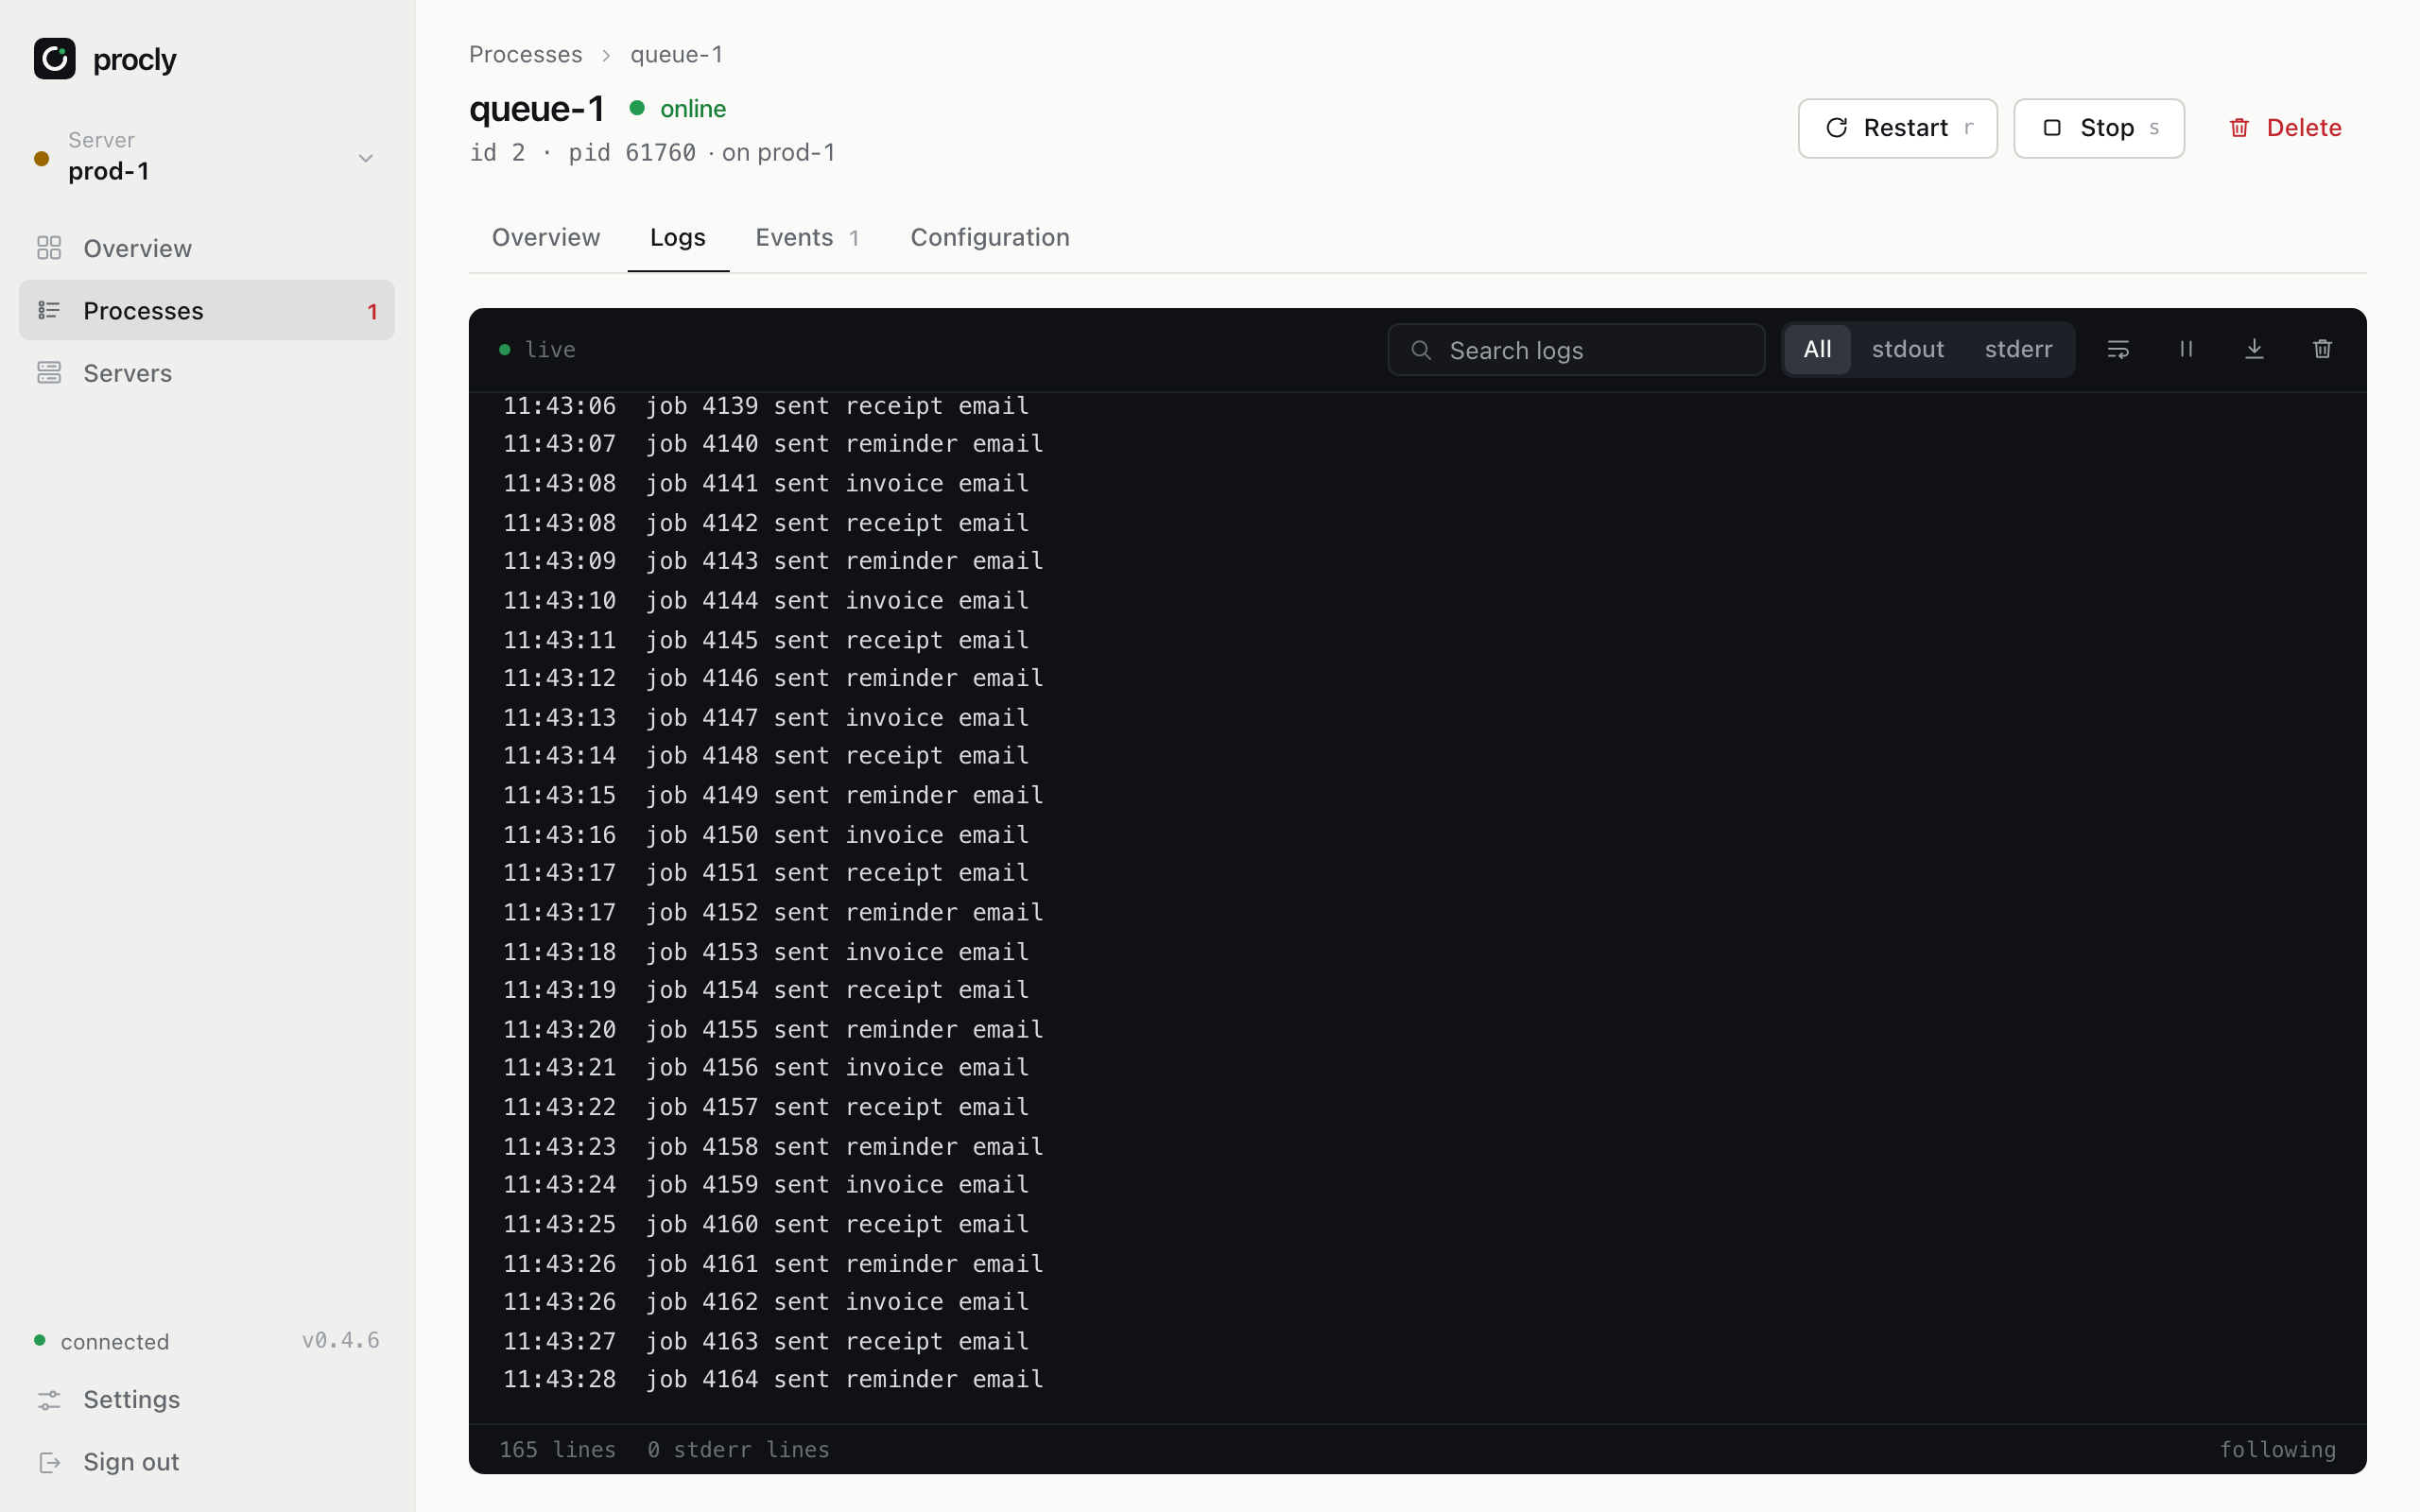 procly
Server
prod-1
Overview
Processes 1
Servers
connected v0.4.6
Settings
Sign out
Processes › queue-1
queue-1 online
id 2 · pid 61760 · on prod-1
Restart r Stop s Delete
Overview Logs Events 1 Configuration
live Search logs All stdout stderr
11:43:06 job 4139 sent receipt email
11:43:07 job 4140 sent reminder email
11:43:08 job 4141 sent invoice email
11:43:08 job 4142 sent receipt email
11:43:09 job 4143 sent reminder email
11:43:10 job 4144 sent invoice email
11:43:11 job 4145 sent receipt email
11:43:12 job 4146 sent reminder email
11:43:13 job 4147 sent invoice email
11:43:14 job 4148 sent receipt email
11:43:15 job 4149 sent reminder email
11:43:16 job 4150 sent invoice email
11:43:17 job 4151 sent receipt email
11:43:17 job 4152 sent reminder email
11:43:18 job 4153 sent invoice email
11:43:19 job 4154 sent receipt email
11:43:20 job 4155 sent reminder email
11:43:21 job 4156 sent invoice email
11:43:22 job 4157 sent receipt email
11:43:23 job 4158 sent reminder email
11:43:24 job 4159 sent invoice email
11:43:25 job 4160 sent receipt email
11:43:26 job 4161 sent reminder email
11:43:26 job 4162 sent invoice email
11:43:27 job 4163 sent receipt email
11:43:28 job 4164 sent reminder email
165 lines 0 stderr lines following